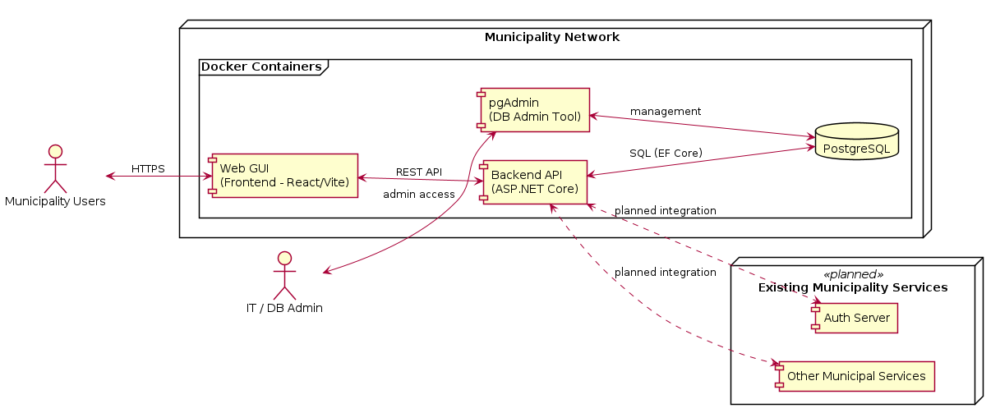 Municipality Network
Docker Containers
pgAdmin
(DB Admin Tool)
management
PostgreSQL
SQL (EF Core)
Municipality Users
HTTPS
Web GUI
(Frontend - React/Vite)
REST API
Backend API
(ASP.NET Core)
admin access
planned integration
IT / DB Admin
planned integration
«planned»
Existing Municipality Services
Auth Server
Other Municipal Services